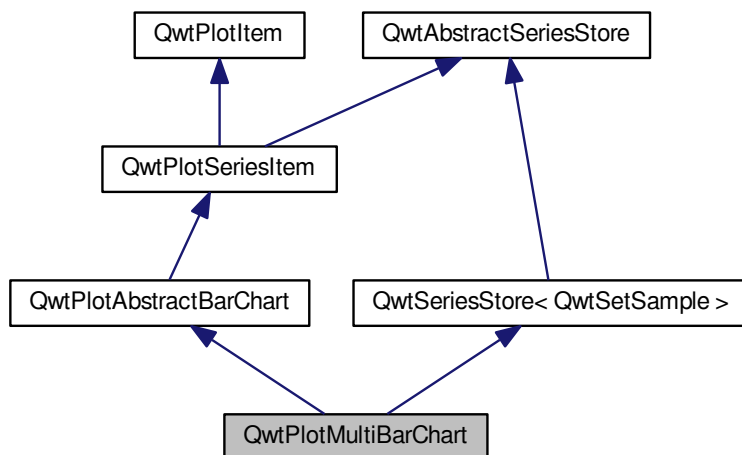 QwtPlotItem
QwtAbstractSeriesStore
QwtPlotSeriesItem
QwtPlotAbstractBarChart
QwtSeriesStore< QwtSetSample >
QwtPlotMultiBarChart